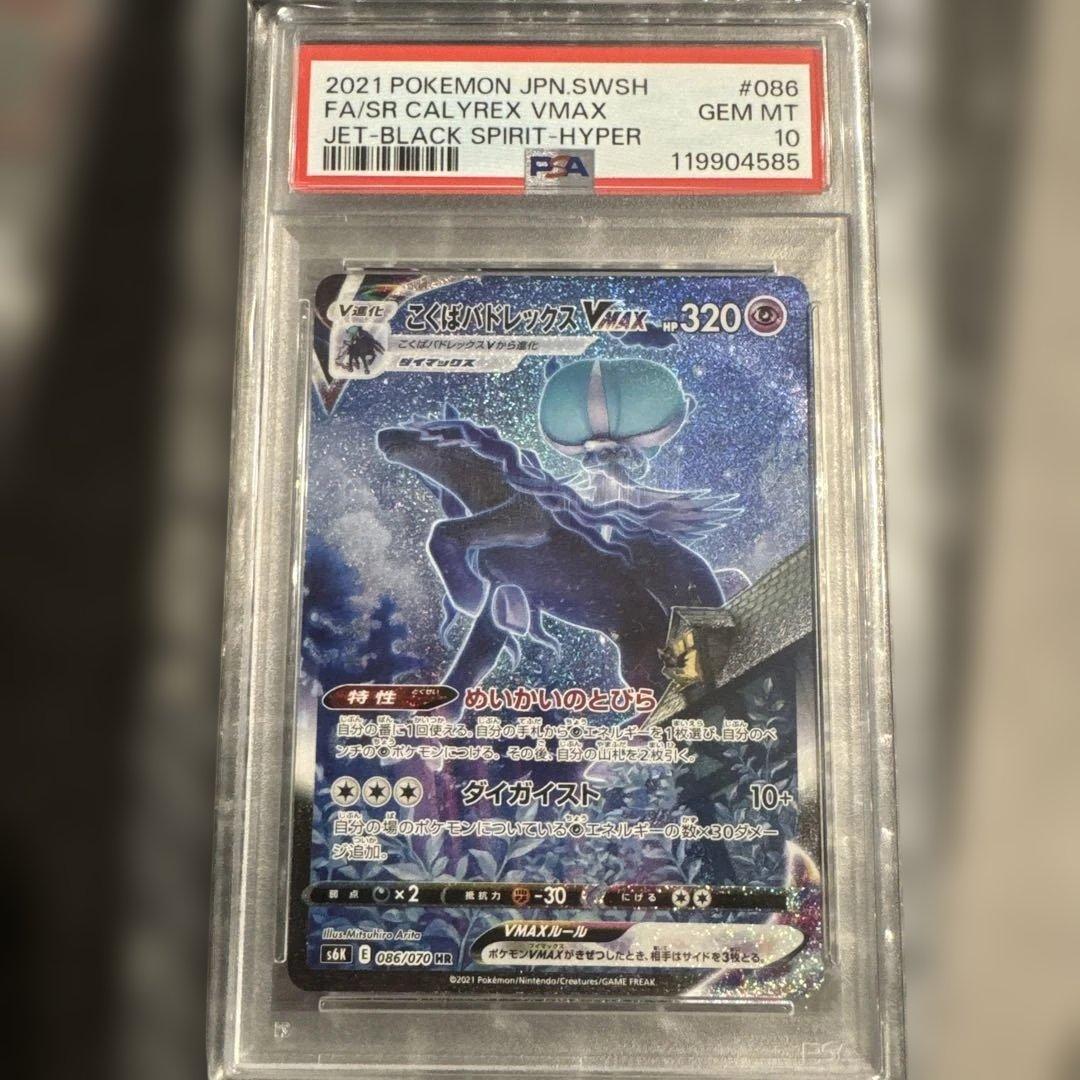 2021 POKEMON JPN.SWSH #086
FA/SR CALYREX VMAX GEM MT
JET-BLACK SPIRIT-HYPER 10
PSA 119904585
V進化 こくばバドレックス VMAX HP 320
こくばバドレックスVから進化
ダイマックス
特性 とくせい めいかいのとびら
自分の番に1回使える。自分の手札からエネルギーを1枚選び、自分のベ
ンチのポケモンにつける。その後、自分の山札を2枚引く。
ダイガイスト 10+
自分の場のポケモンについているエネルギーの数×30ダメー
ジ追加。
弱点 ×2 抵抗力 -30 にげる
Illus.Mitsuhiro Arita
VMAXルール
s6K E 086/070 HR
ポケモンVMAXがきぜつしたとき、相手はサイドを3枚とる。
©2021 Pokémon/Nintendo/Creatures/GAME FREAK